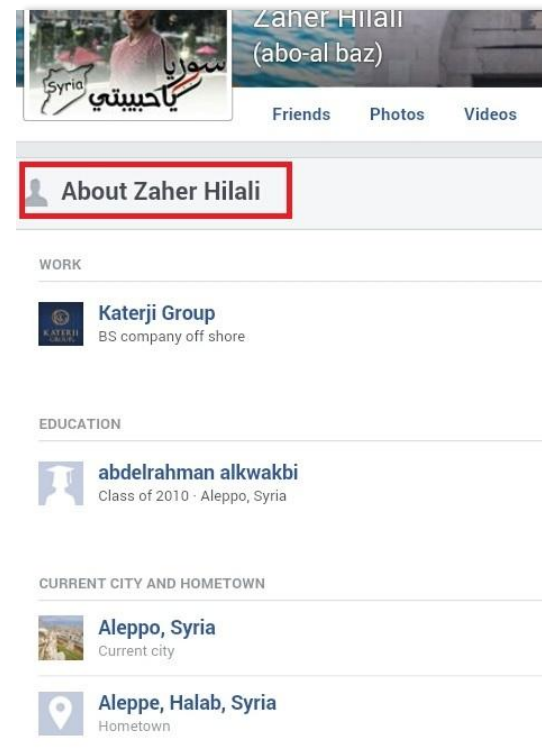 Zaher Hilali
(abo-al baz)
Syria
سوريا
ياحبيبتي
Friends Photos Videos
About Zaher Hilali
WORK
KATERJI
GROUP
Katerji Group
BS company off shore
EDUCATION
abdelrahman alkwakbi
Class of 2010 · Aleppo, Syria
CURRENT CITY AND HOMETOWN
Aleppo, Syria
Current city
Aleppe, Halab, Syria
Hometown